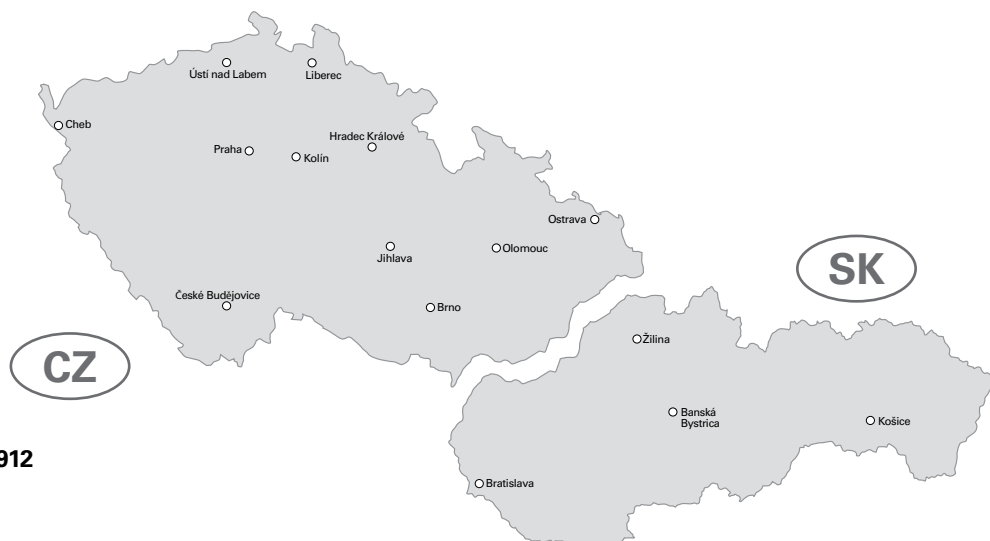 Ústí nad Labem
Liberec
Cheb
Hradec Králové
Praha
Kolín
Ostrava
Jihlava
Olomouc
SK
České Budějovice
Brno
CZ
Žilina
Banská
Bystrica
Košice
912
Bratislava